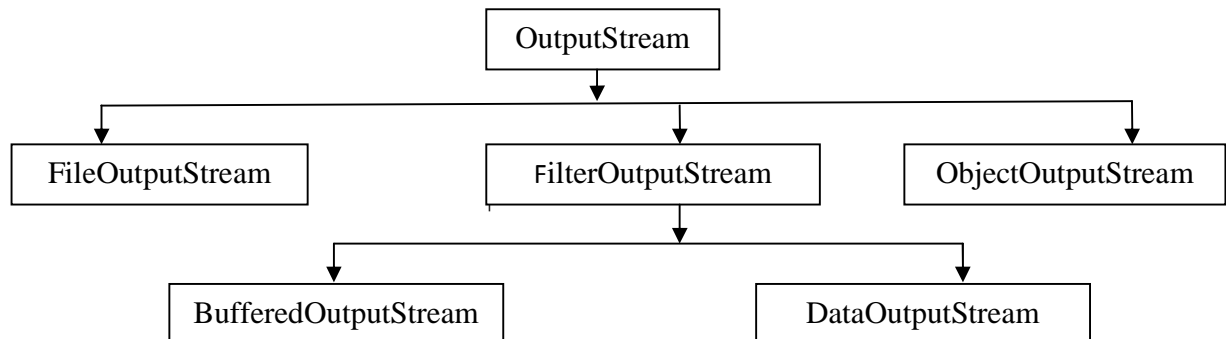 OutputStream
FileOutputStream
FilterOutputStream
ObjectOutputStream
BufferedOutputStream
DataOutputStream